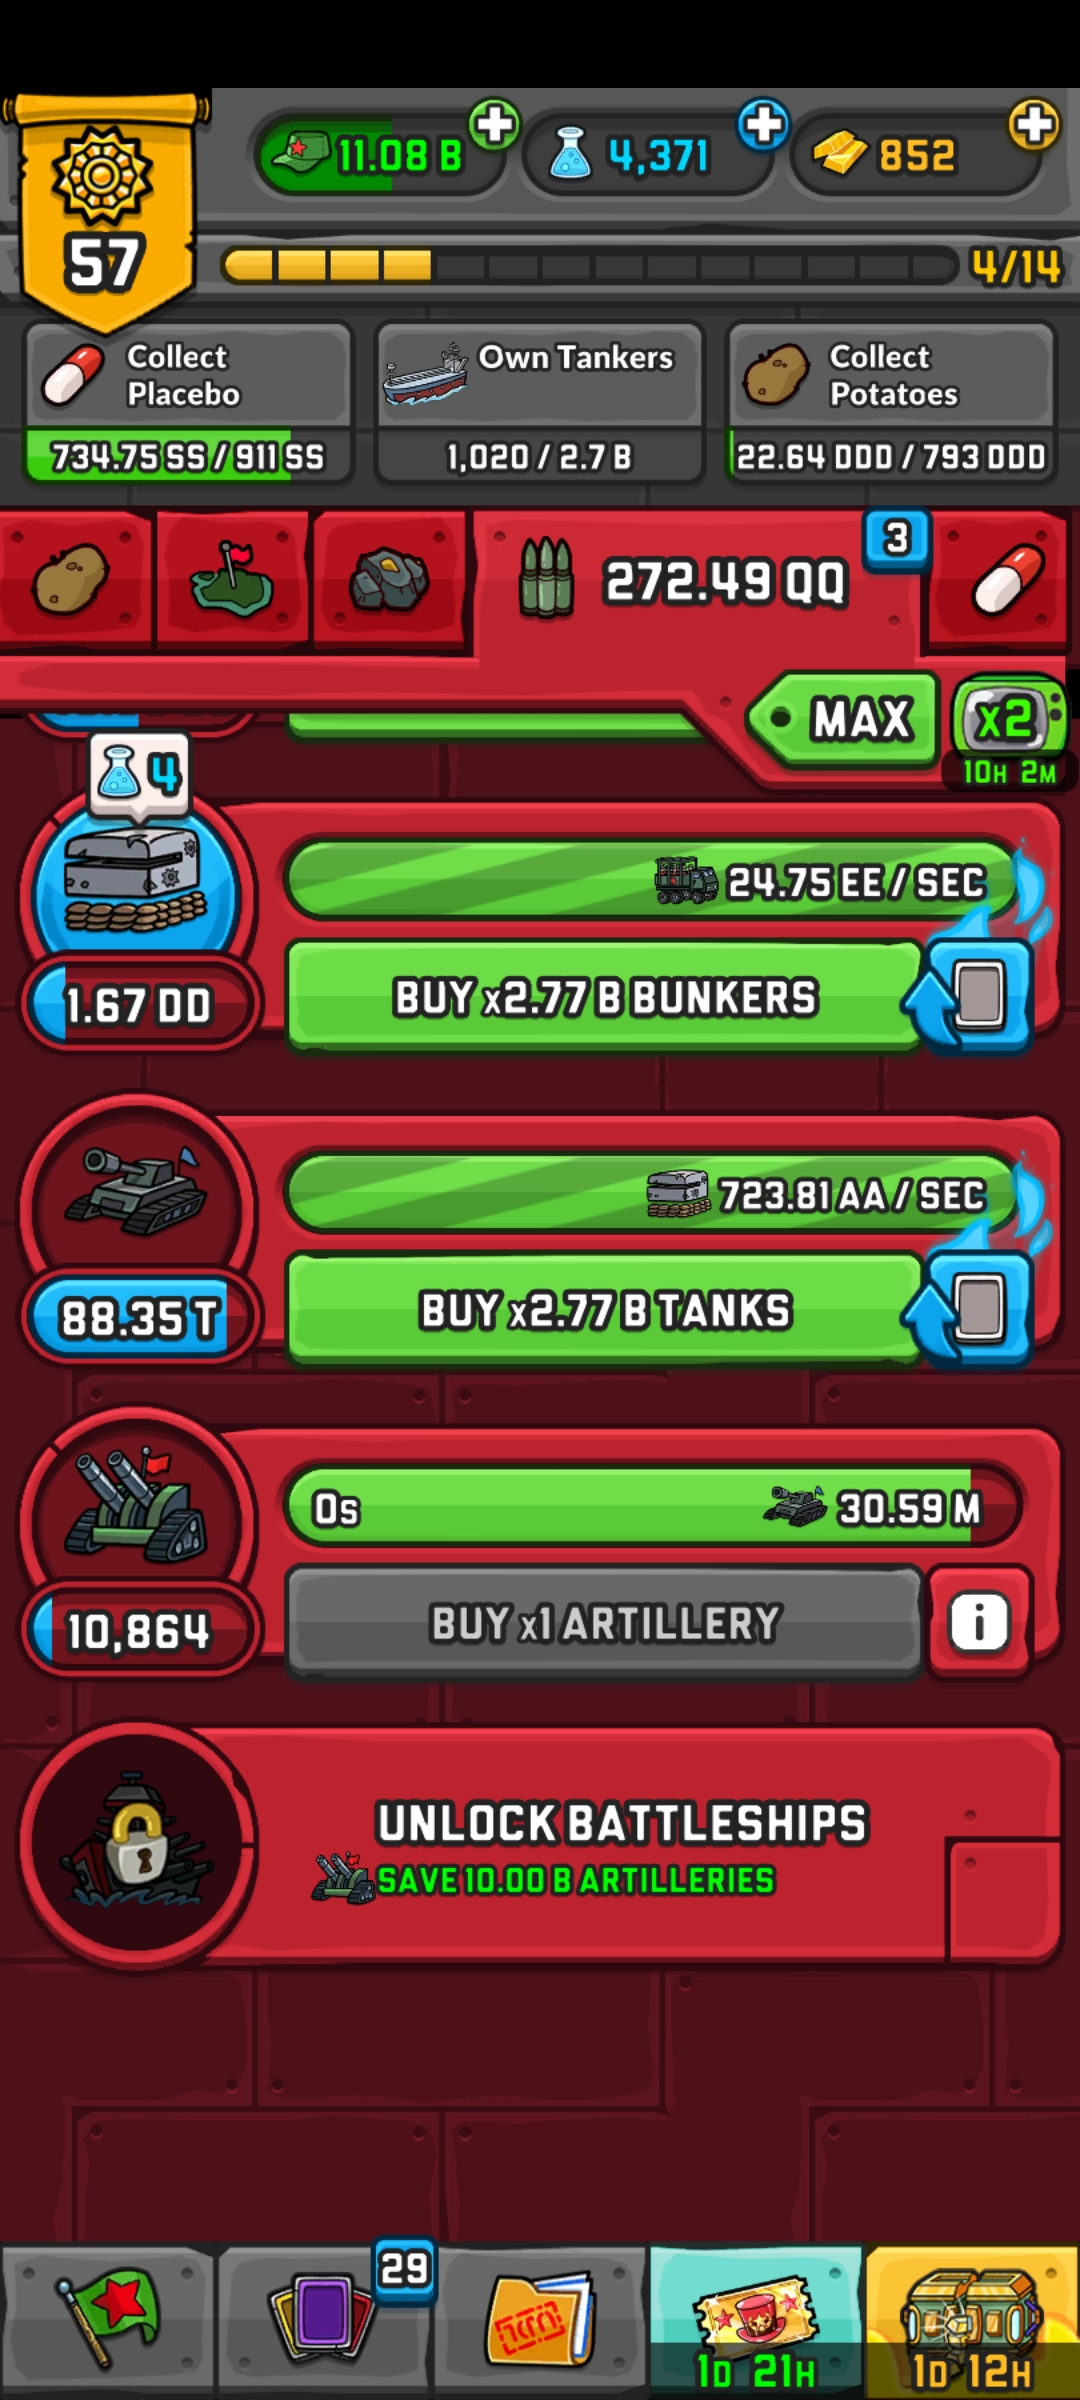 11.08 B
4,371
852
57
4/14
Collect
Placebo
Own Tankers
Collect
Potatoes
734.75 SS / 911 SS
1,020 / 2.7 B
22.64 DDD / 793 DDD
272.49 QQ
3
MAX
x2
10H 2M
4
24.75 EE / SEC
1.67 DD
BUY x2.77 B BUNKERS
723.81 AA / SEC
88.35 T
BUY x2.77 B TANKS
0s
30.59 M
10,864
BUY x1 ARTILLERY
i
UNLOCK BATTLESHIPS
SAVE 10.00 B ARTILLERIES
29
1D 21H
1D 12H